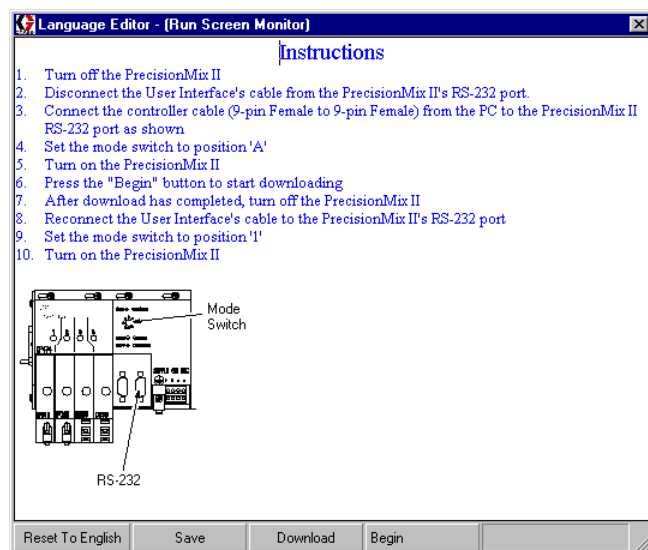 Language Editor - (Run Screen Monitor)
Instructions
1. Turn off the PrecisionMix II
2. Disconnect the User Interface's cable from the PrecisionMix II's RS-232 port.
3. Connect the controller cable (9-pin Female to 9-pin Female) from the PC to the PrecisionMix II
RS-232 port as shown
4. Set the mode switch to position 'A'
5. Turn on the PrecisionMix II
6. Press the "Begin" button to start downloading
7. After download has completed, turn off the PrecisionMix II
8. Reconnect the User Interface's cable to the PrecisionMix II's RS-232 port
9. Set the mode switch to position '1'
10. Turn on the PrecisionMix II
Mode
Switch
RS-232
Reset To English Save Download Begin